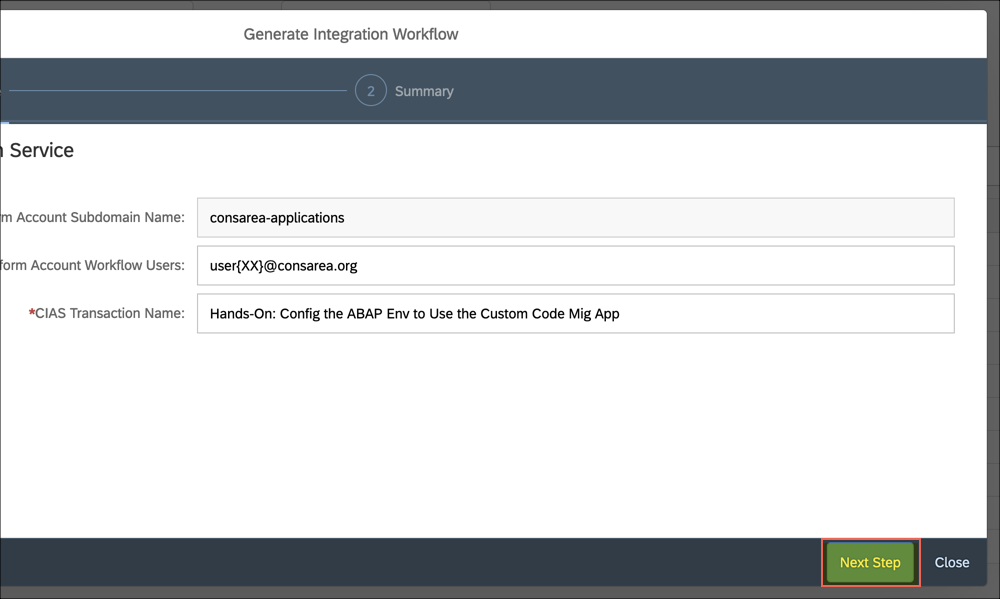 Generate Integration Workflow
2 Summary
Service
Account Subdomain Name: consarea-applications
Account Workflow Users: user{XX}@consarea.org
*CIAS Transaction Name: Hands-On: Config the ABAP Env to Use the Custom Code Mig App
Next Step Close